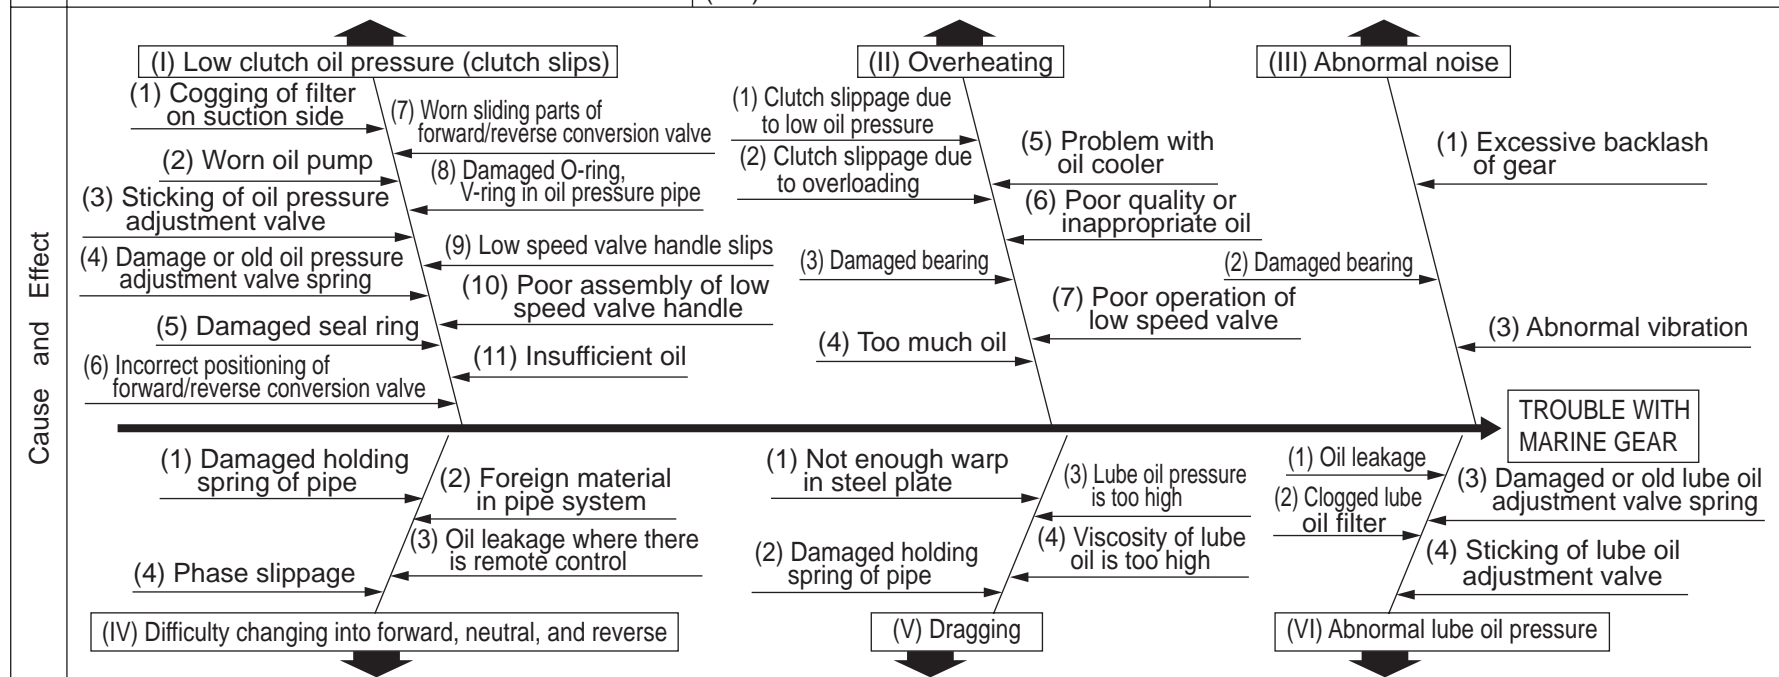 Cause and Effect
(I) Low clutch oil pressure (clutch slips)
(1) Cogging of filter
on suction side
(2) Worn oil pump
(3) Sticking of oil pressure
adjustment valve
(4) Damage or old oil pressure
adjustment valve spring
(5) Damaged seal ring
(6) Incorrect positioning of
forward/reverse conversion valve
(7) Worn sliding parts of
forward/reverse conversion valve
(8) Damaged O-ring,
V-ring in oil pressure pipe
(9) Low speed valve handle slips
(10) Poor assembly of low
speed valve handle
(11) Insufficient oil
(II) Overheating
(1) Clutch slippage due
to low oil pressure
(2) Clutch slippage due
to overloading
(3) Damaged bearing
(4) Too much oil
(5) Problem with
oil cooler
(6) Poor quality or
inappropriate oil
(7) Poor operation of
low speed valve
(III) Abnormal noise
(1) Excessive backlash
of gear
(2) Damaged bearing
(3) Abnormal vibration
TROUBLE WITH
MARINE GEAR
(1) Damaged holding
spring of pipe
(2) Foreign material
in pipe system
(3) Oil leakage where there
is remote control
(4) Phase slippage
(IV) Difficulty changing into forward, neutral, and reverse
(1) Not enough warp
in steel plate
(2) Damaged holding
spring of pipe
(3) Lube oil pressure
is too high
(4) Viscosity of lube
oil is too high
(V) Dragging
(1) Oil leakage
(2) Clogged lube
oil filter
(3) Damaged or old lube oil
adjustment valve spring
(4) Sticking of lube oil
adjustment valve
(VI) Abnormal lube oil pressure